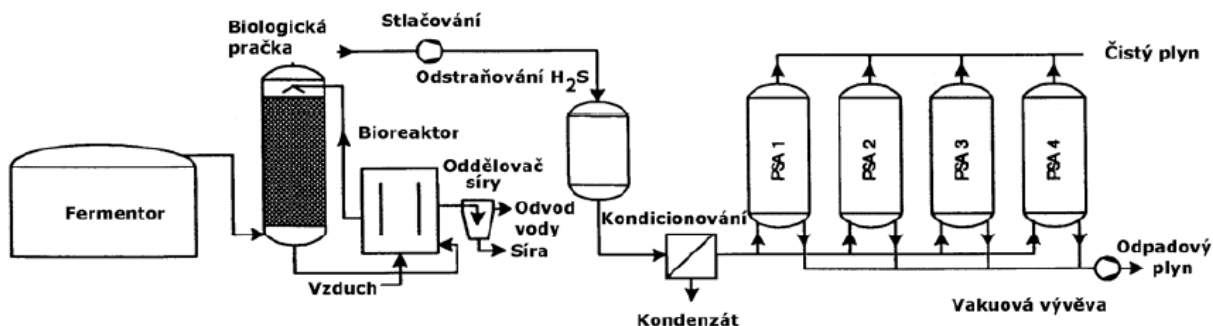 Biologická
pračka
Stlačování
Odstraňování H2S
Čistý plyn
Fermentor
Bioreaktor
Oddělovač
síry
Odvod
vody
Síra
Vzduch
Kondicionování
Kondenzát
PSA 1
PSA 2
PSA 3
PSA 4
Odpadový
plyn
Vakuová vývěva